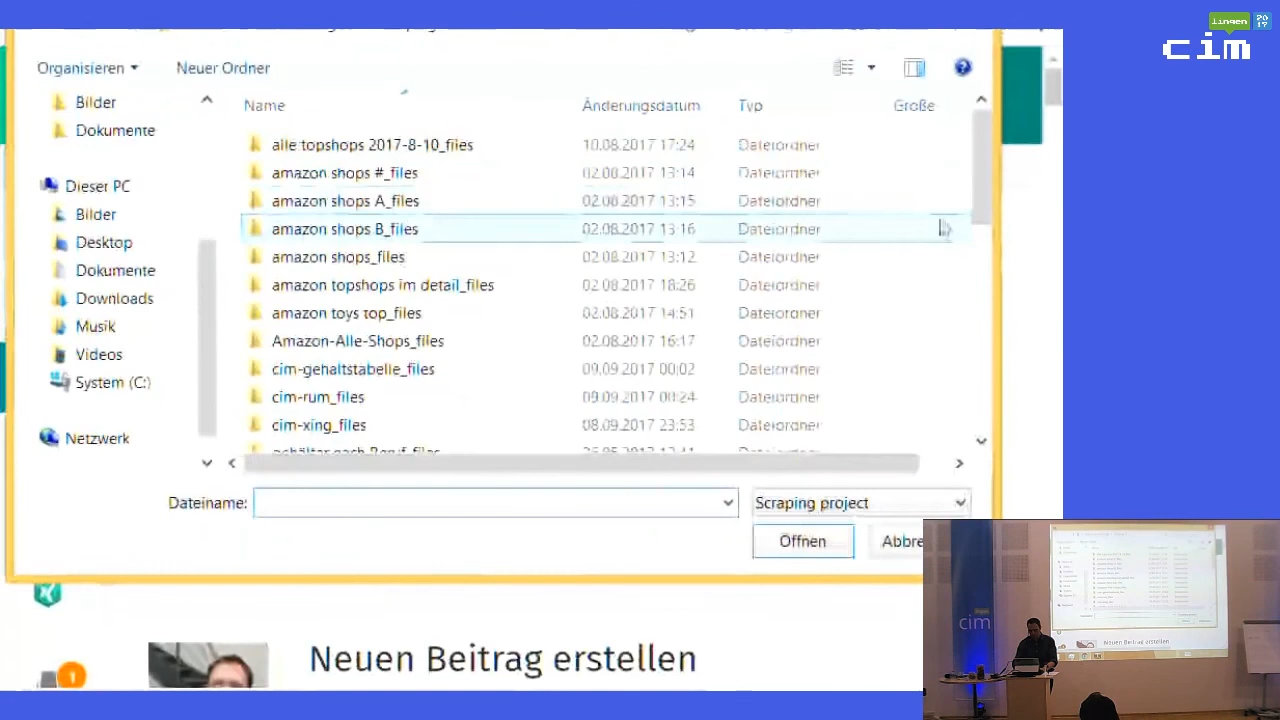 lingen
20
17
cim
Organisieren
Neuer Ordner
Bilder
Dokumente
Dieser PC
Bilder
Desktop
Dokumente
Downloads
Musik
Videos
System (C:)
Netzwerk
Name Änderungsdatum Typ Größe
alle topshops 2017-8-10_files 10.08.2017 17:24 Dateiordner
amazon shops #_files 02.08.2017 13:14 Dateiordner
amazon shops A_files 02.08.2017 13:15 Dateiordner
amazon shops B_files 02.08.2017 13:16 Dateiordner
amazon shops_files 02.08.2017 13:12 Dateiordner
amazon topshops im detail_files 02.08.2017 18:26 Dateiordner
amazon toys top_files 02.08.2017 14:51 Dateiordner
Amazon-Alle-Shops_files 02.08.2017 16:17 Dateiordner
cim-gehaltstabelle_files 09.09.2017 00:02 Dateiordner
cim-rum_files 09.09.2017 00:24 Dateiordner
cim-xing_files 08.09.2017 23:53 Dateiordner
Dateiname:
Scraping project
Öffnen
Abbre
1
Neuen Beitrag erstellen
cim
Neuen Beitrag erstellen